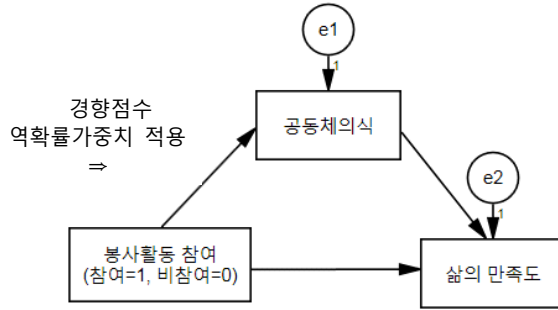 e1
1
경향점수
역확률가중치 적용
⇒
공동체의식
e2
1
봉사활동 참여
(참여=1, 비참여=0)
삶의 만족도